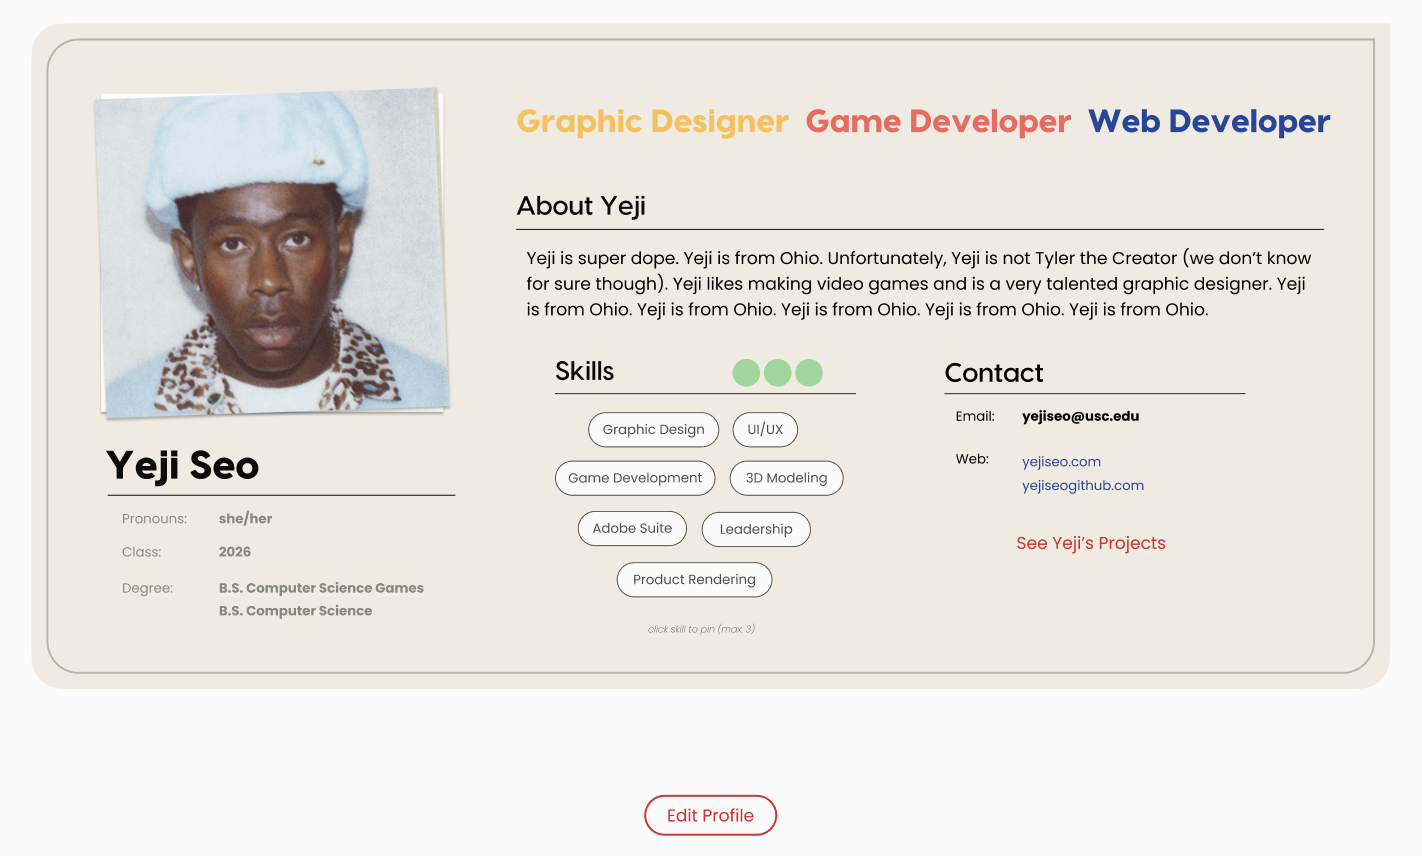 Graphic Designer Game Developer Web Developer
About Yeji
Yeji is super dope. Yeji is from Ohio. Unfortunately, Yeji is not Tyler the Creator (we don’t know
for sure though). Yeji likes making video games and is a very talented graphic designer. Yeji
is from Ohio. Yeji is from Ohio. Yeji is from Ohio. Yeji is from Ohio. Yeji is from Ohio.
Yeji Seo
Pronouns: she/her
Class: 2026
Degree: B.S. Computer Science Games
B.S. Computer Science
Skills
Graphic Design UI/UX
Game Development 3D Modeling
Adobe Suite Leadership
Product Rendering
click skill to pin (max. 3)
Contact
Email: yejiseo@usc.edu
Web: yejiseo.com
yejiseogithub.com
See Yeji’s Projects
Edit Profile